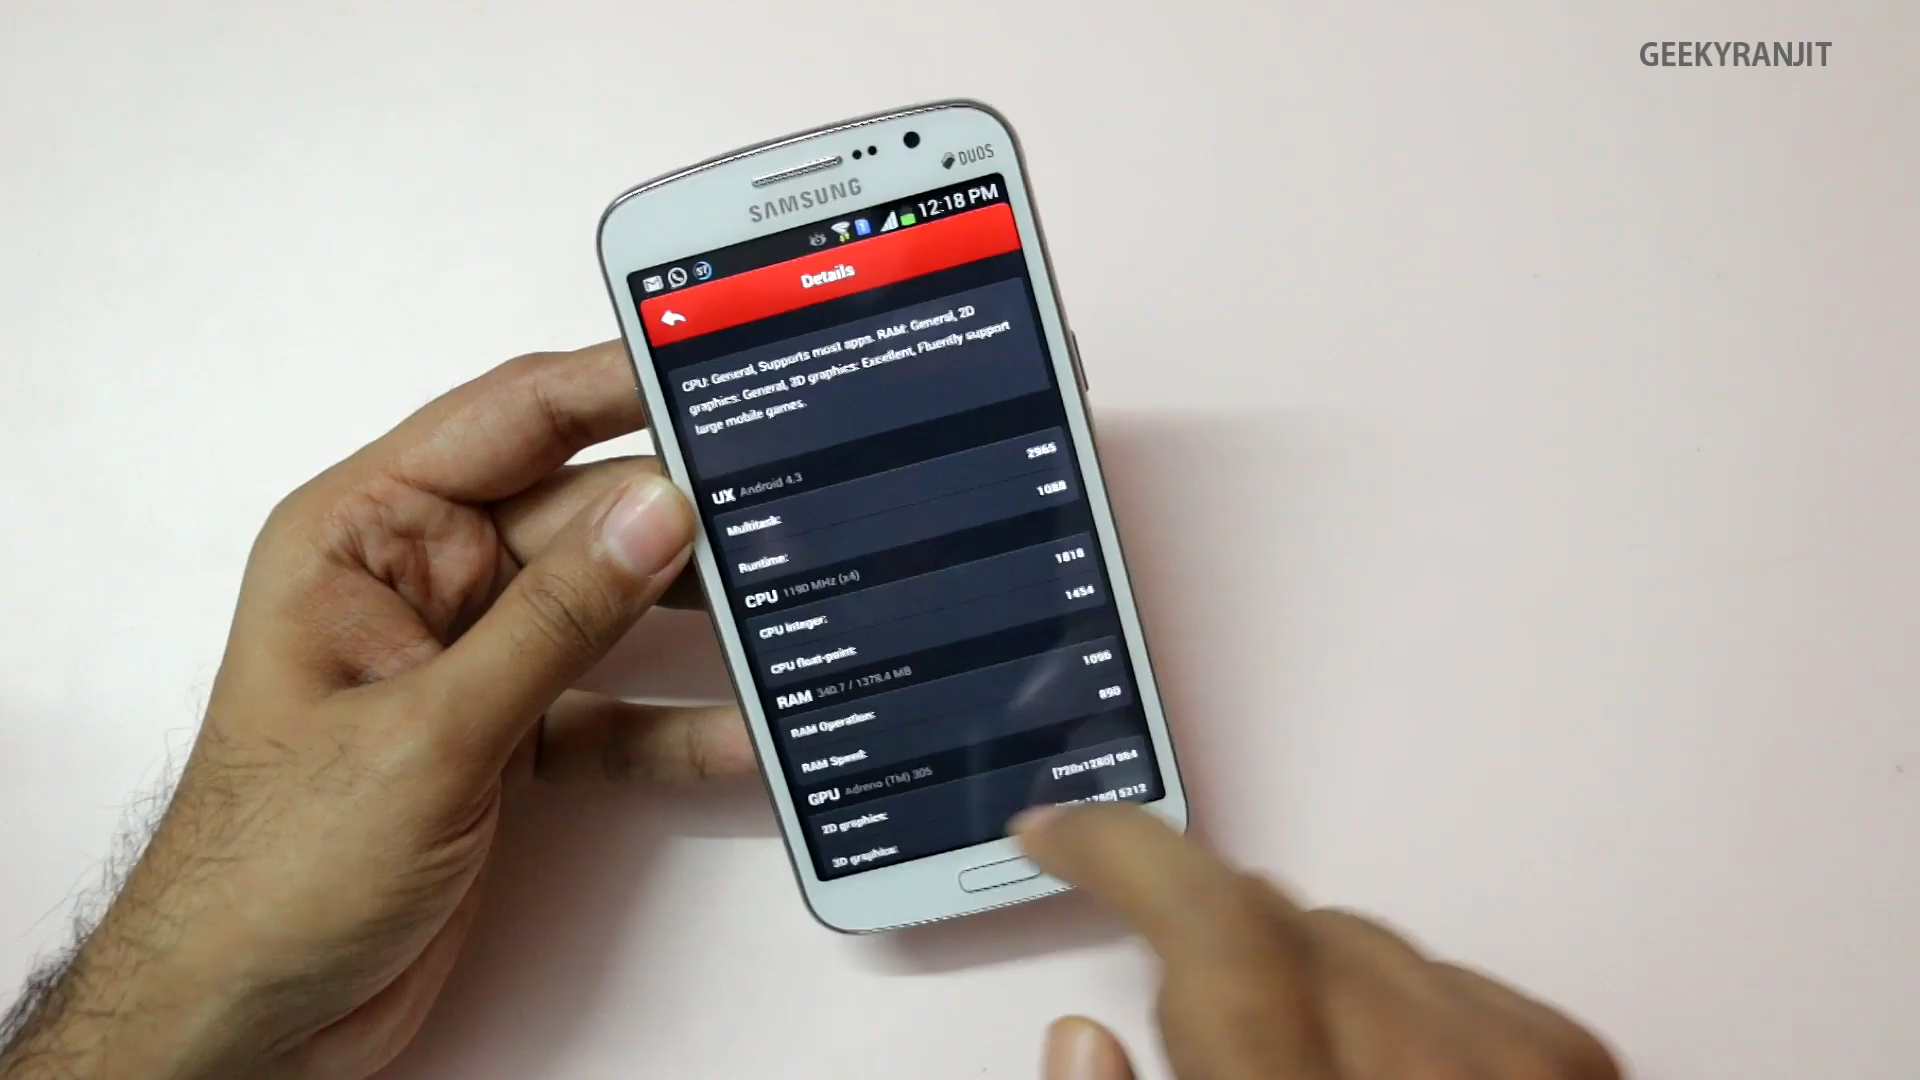 GEEKYRANJIT
DUOS
SAMSUNG
12:18 PM
Details
CPU: General, Supports most apps. RAM: General, 2D
graphics: General, 3D graphics: Excellent, Fluently support
large mobile games.
UX Android 4.3
Multitask: 2965
Runtime: 1088
CPU 1190 MHz (x4)
CPU integer: 1818
CPU float-point: 1454
RAM 340.7 / 1378.4 MB
RAM Operation: 1096
RAM Speed: 890
GPU Adreno (TM) 305
2D graphics: [720x1280]
3D graphics: 5212